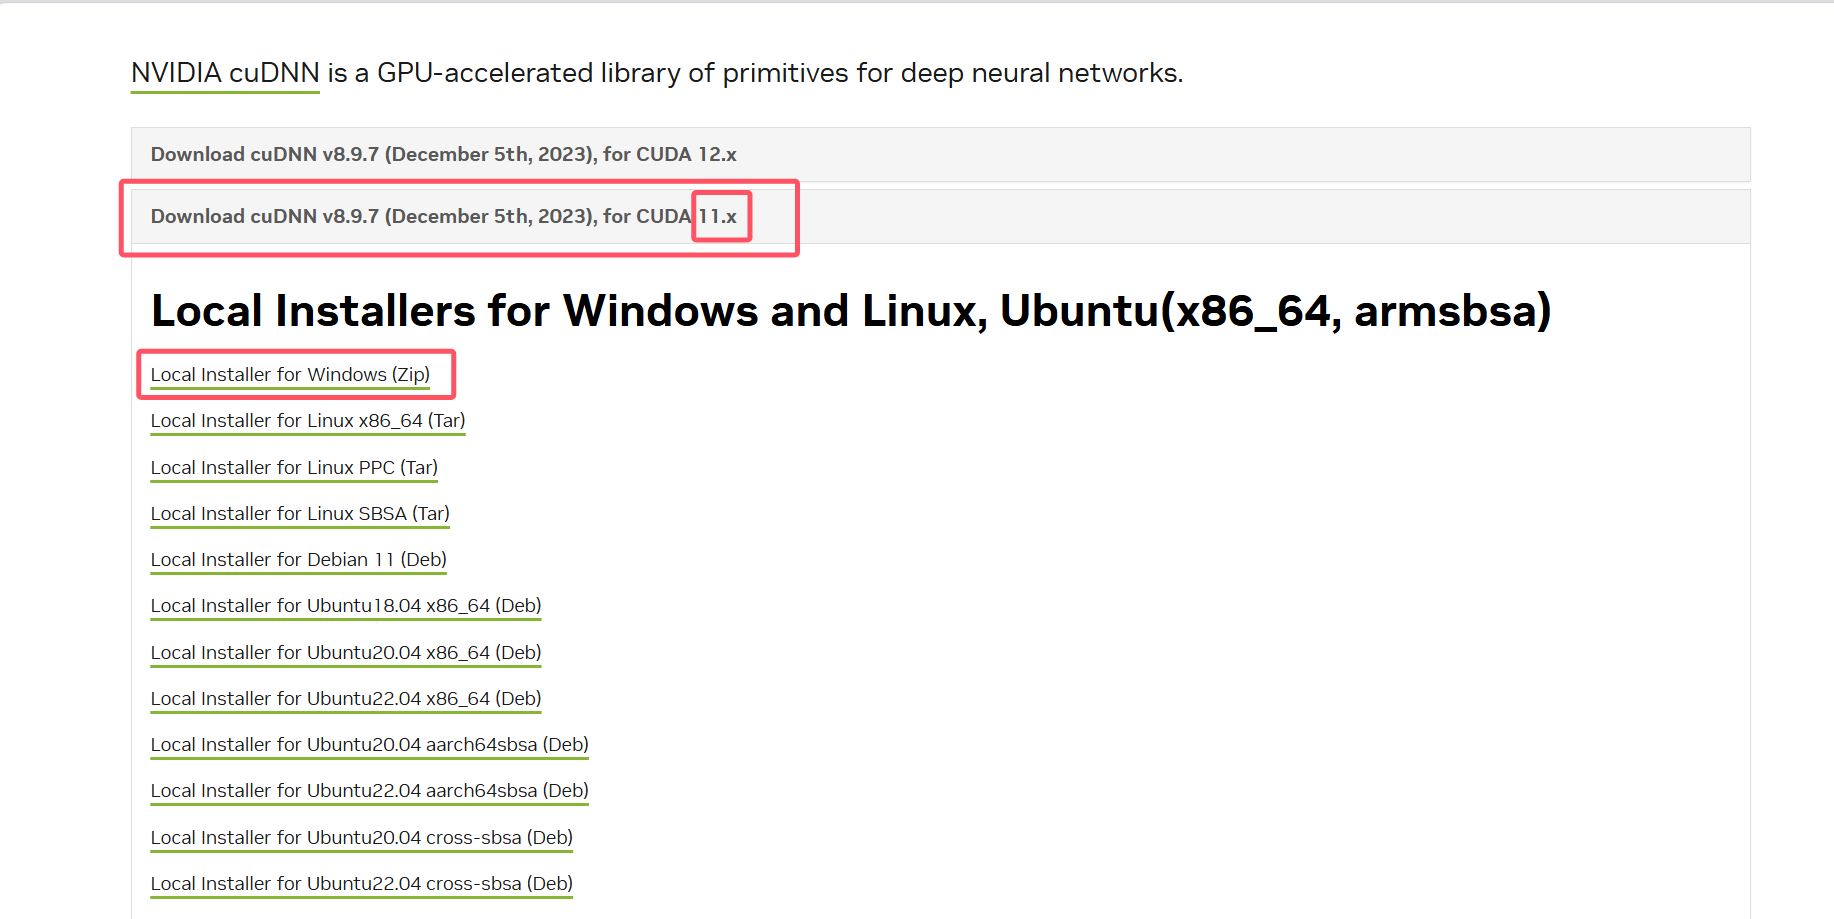 NVIDIA cuDNN is a GPU-accelerated library of primitives for deep neural networks.
Download cuDNN v8.9.7 (December 5th, 2023), for CUDA 12.x
Download cuDNN v8.9.7 (December 5th, 2023), for CUDA 11.x
Local Installers for Windows and Linux, Ubuntu(x86_64, armsbsa)
Local Installer for Windows (Zip)
Local Installer for Linux x86_64 (Tar)
Local Installer for Linux PPC (Tar)
Local Installer for Linux SBSA (Tar)
Local Installer for Debian 11 (Deb)
Local Installer for Ubuntu18.04 x86_64 (Deb)
Local Installer for Ubuntu20.04 x86_64 (Deb)
Local Installer for Ubuntu22.04 x86_64 (Deb)
Local Installer for Ubuntu20.04 aarch64sbsa (Deb)
Local Installer for Ubuntu22.04 aarch64sbsa (Deb)
Local Installer for Ubuntu20.04 cross-sbsa (Deb)
Local Installer for Ubuntu22.04 cross-sbsa (Deb)